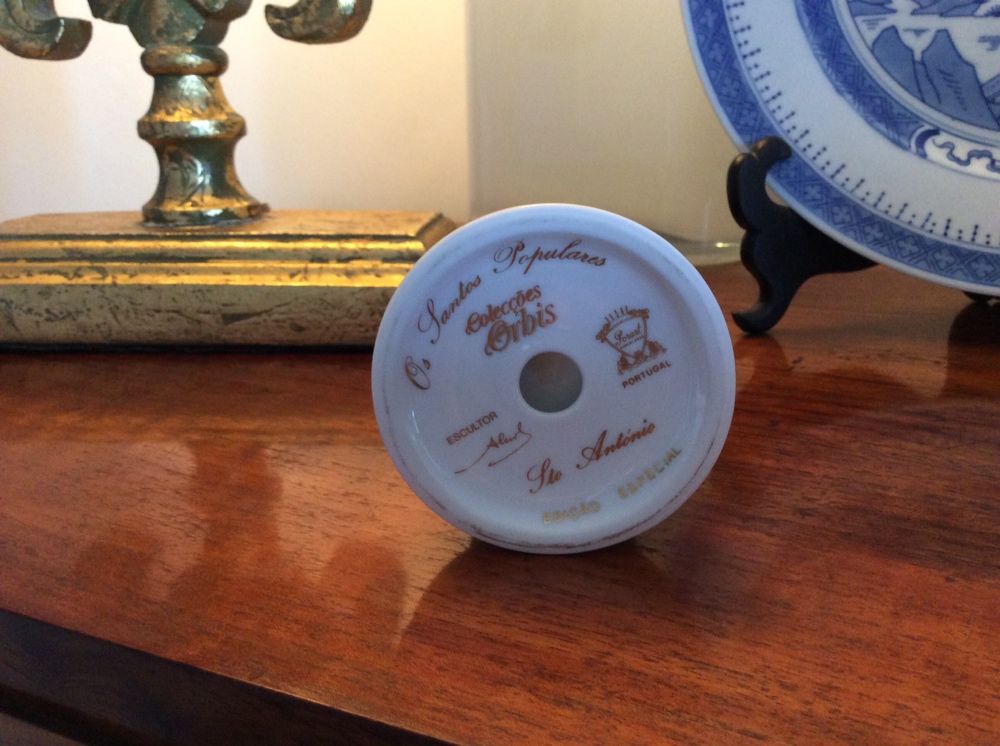 Os Santos Populares
Colecções
Orbis
PORTUGAL
ESCULTOR
Sto António
EDIÇÃO ESPECIAL